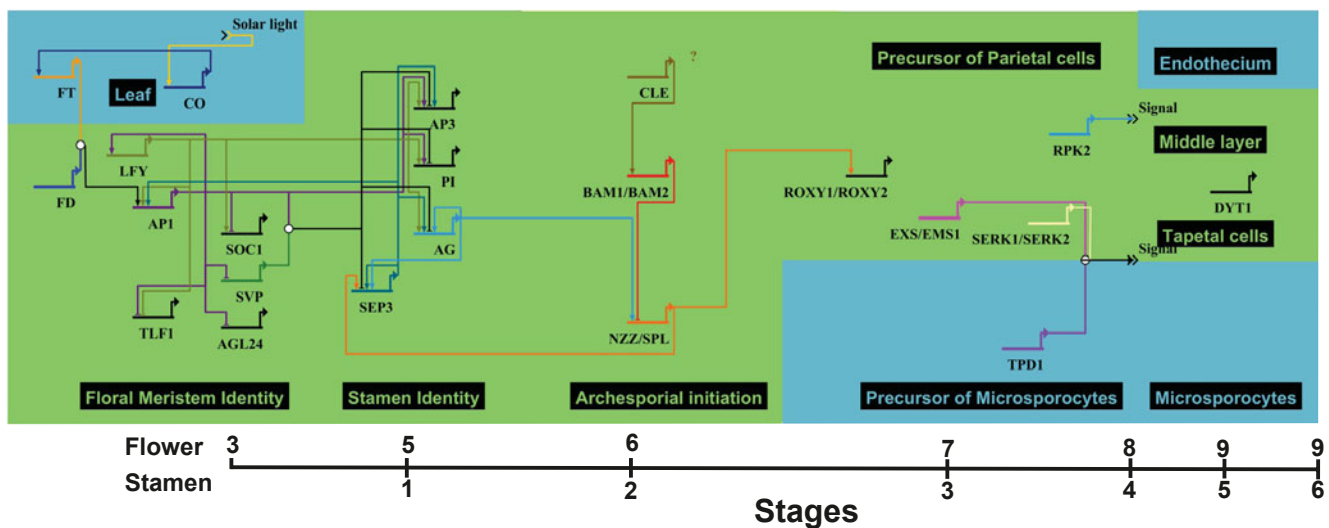 Solar light
?
Precursor of Parietal cells
Endothecium
FT
Leaf
CO
CLE
AP3
Signal
RPK2
Middle layer
LFY
PI
BAM1/BAM2
ROXY1/ROXY2
FD
AP1
DYT1
SOC1
AG
EXS/EMS1
SERK1/SERK2
Tapetal cells
Signal
SVP
SEP3
TLF1
AGL24
NZZ/SPL
TPD1
Floral Meristem Identity
Stamen Identity
Archesporial initiation
Precursor of Microsporocytes
Microsporocytes
Flower 3 5 6 7 8 9 9
Stamen 1 2 3 4 5 6
Stages